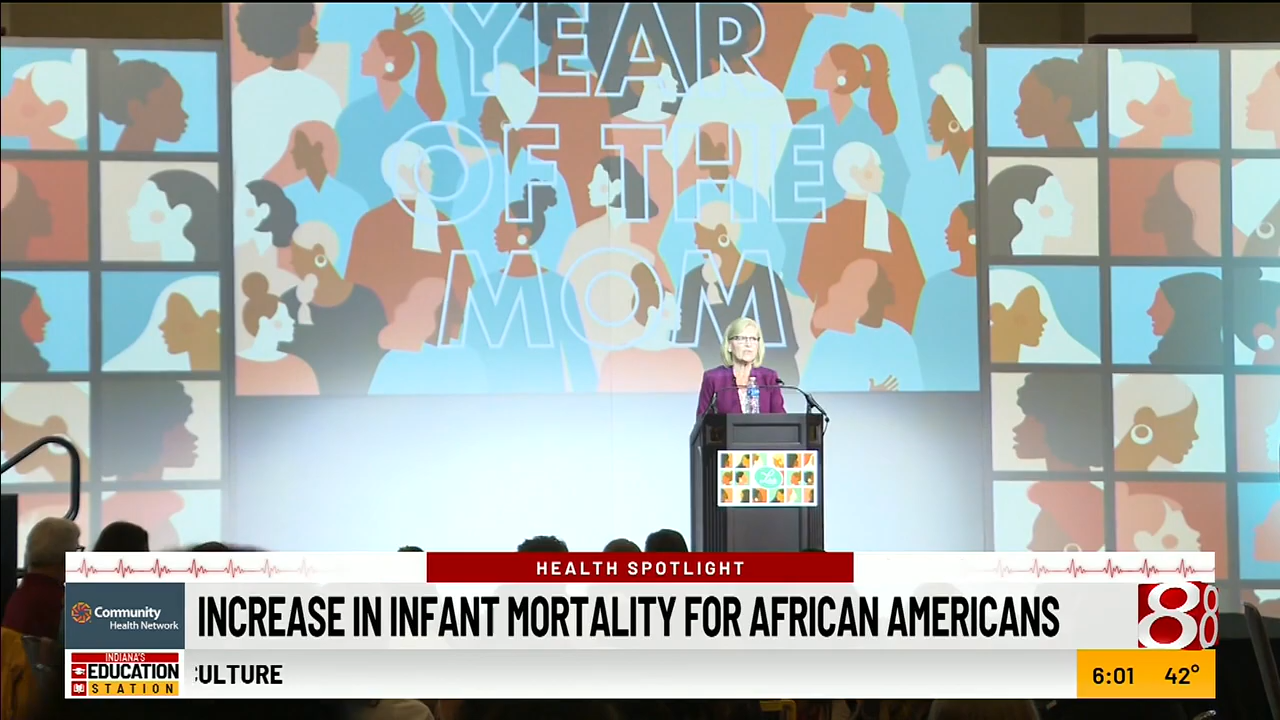 YEAR
OF THE
MOM
HEALTH SPOTLIGHT
Community
Health Network
INCREASE IN INFANT MORTALITY FOR AFRICAN AMERICANS
8
8
INDIANA'S
EDUCATION
STATION
ULTURE
6:01 42°